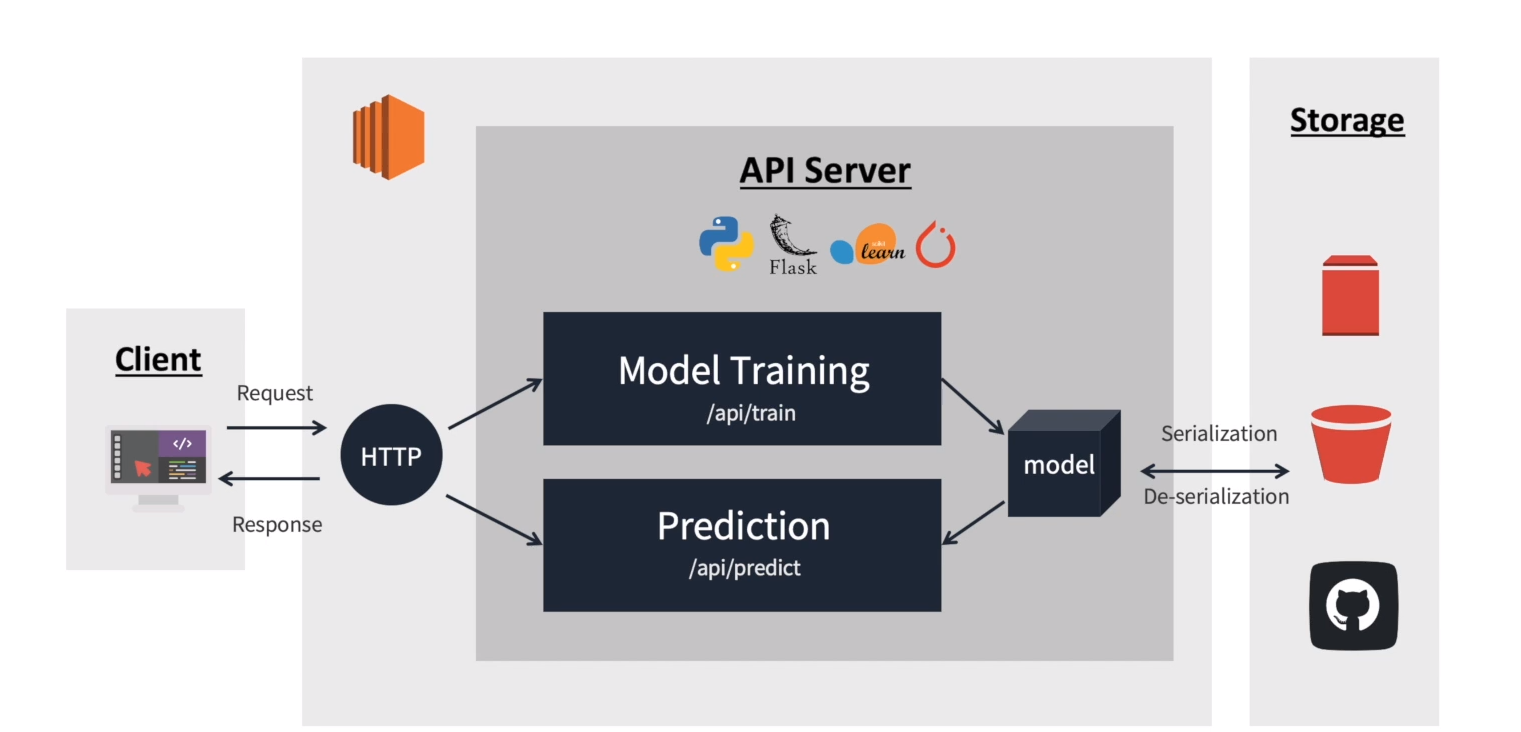 Storage
API Server
Flask
scikit
learn
Client
Request
Response
HTTP
Model Training
/api/train
Prediction
/api/predict
model
Serialization
De-serialization
</>